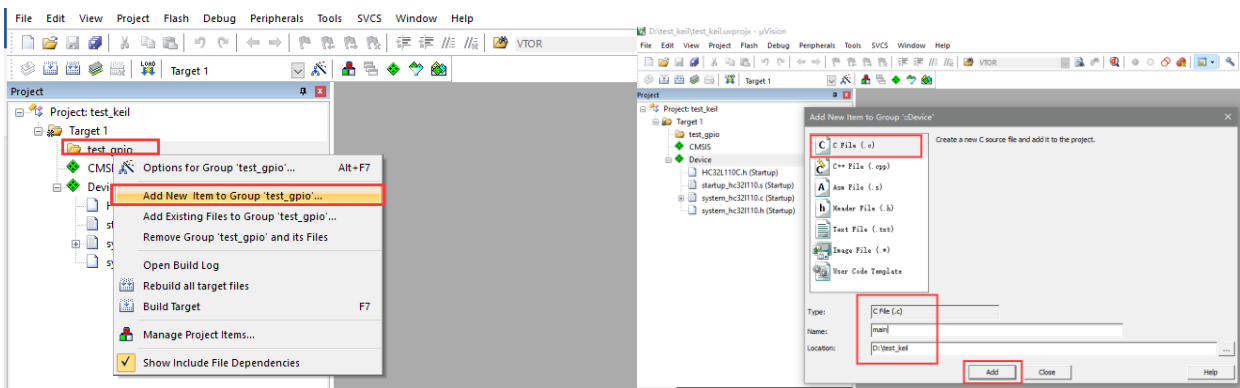 File Edit View Project Flash Debug Peripherals Tools SVCS Window Help
VTOR
LOAD
Target 1
Project
Project: test_keil
Target 1
test_gpio
CMSI
Devi
H
st
sy
sy
Options for Group 'test_gpio'... Alt+F7
Add New Item to Group 'test_gpio'...
Add Existing Files to Group 'test_gpio'...
Remove Group 'test_gpio' and its Files
Open Build Log
Rebuild all target files
Build Target F7
Manage Project Items...
Show Include File Dependencies
D:\test_keil\test_keil.uvprojx - µVision
File Edit View Project Flash Debug Peripherals Tools SVCS Window Help
VTOR
Target 1
Project
Project: test_keil
Target 1
test_gpio
CMSIS
Device
HC32L110C.h (Startup)
startup_hc32l110.s (Startup)
system_hc32l110.c (Startup)
system_hc32l110.h (Startup)
Add New Item to Group '::Device'
C File (.c)
C++ File (.cpp)
Asm File (.s)
Header File (.h)
Text File (.txt)
Image File (.*)
User Code Template
Create a new C source file and add it to the project.
Type: C File (.c)
Name: main
Location: D:\test_keil ...
Add Close Help